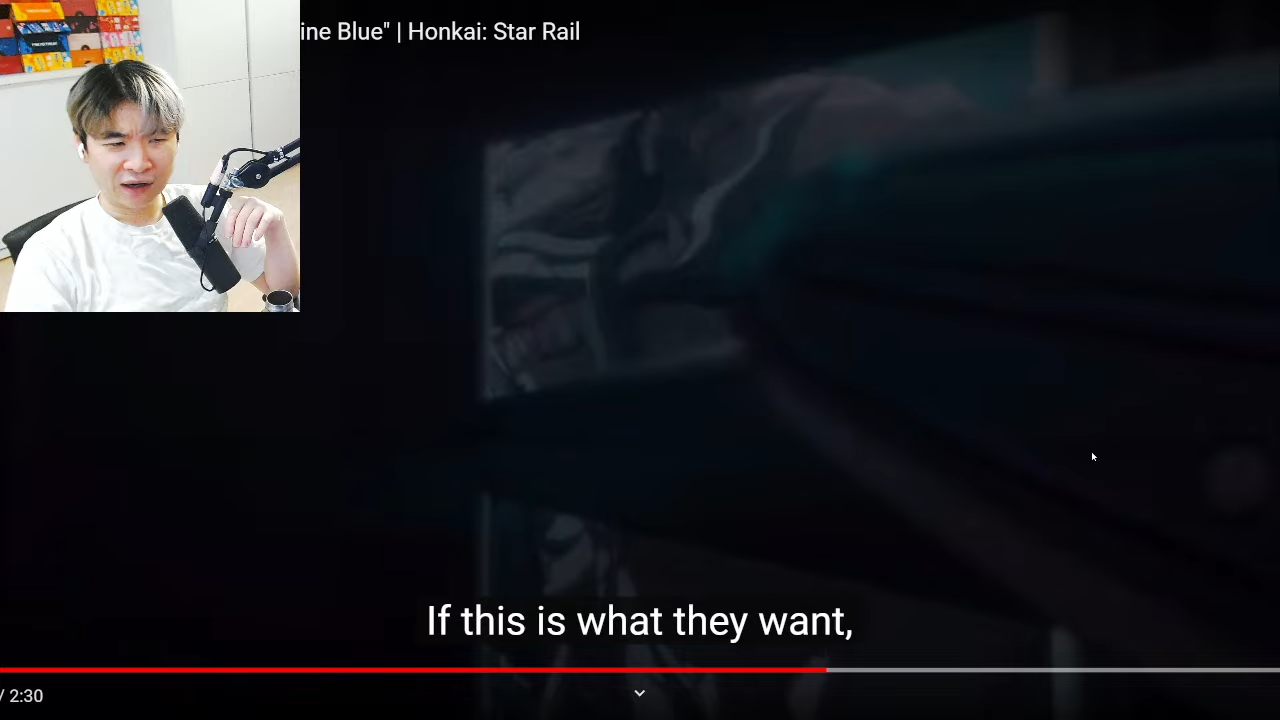 ine Blue" | Honkai: Star Rail
If this is what they want,
/ 2:30